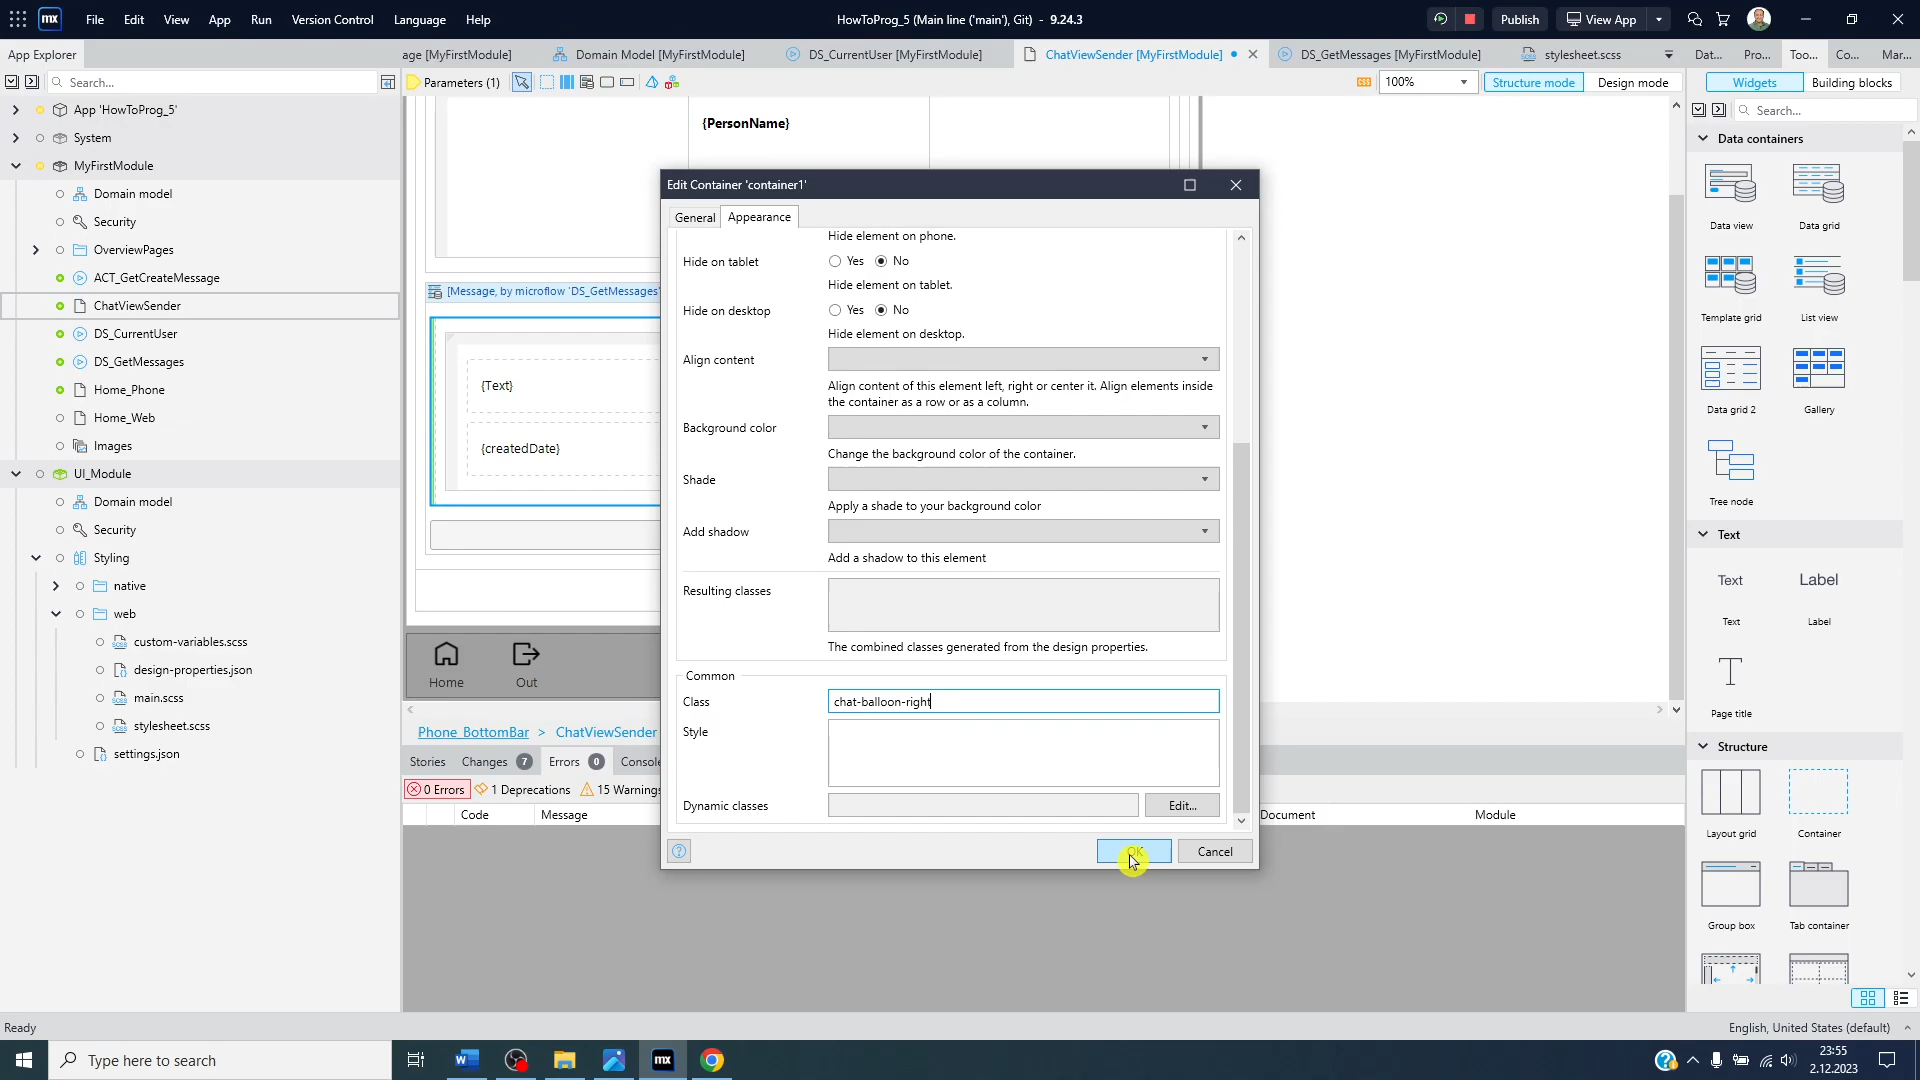 mx File Edit View App Run Version Control Language Help HowToProg_5 (Main line ('main'), Git) - 9.24.3 Publish View App
App Explorer age [MyFirstModule] Domain Model [MyFirstModule] DS_CurrentUser [MyFirstModule] ChatViewSender [MyFirstModule] DS_GetMessages [MyFirstModule] stylesheet.scss Dat... Pro... Too... Co... Mar...
Search... Parameters (1) 100% Structure mode Design mode Widgets Building blocks
Search...
App 'HowToProg_5'
System
MyFirstModule
Domain model
Security
OverviewPages
ACT_GetCreateMessage
ChatViewSender
DS_CurrentUser
DS_GetMessages
Home_Phone
Home_Web
Images
UI_Module
Domain model
Security
Styling
native
web
custom-variables.scss
design-properties.json
main.scss
stylesheet.scss
settings.json
{PersonName}
[Message, by microflow 'DS_GetMessages'
{Text}
{createdDate}
Home Out
Phone_BottomBar > ChatViewSender
Stories Changes 7 Errors 0 Console
0 Errors 1 Deprecations 15 Warnings
Code Message Document Module
Edit Container 'container1'
General Appearance
Hide element on phone.
Hide on tablet Yes No
Hide element on tablet.
Hide on desktop Yes No
Hide element on desktop.
Align content
Align content of this element left, right or center it. Align elements inside
the container as a row or as a column.
Background color
Change the background color of the container.
Shade
Apply a shade to your background color
Add shadow
Add a shadow to this element
Resulting classes
The combined classes generated from the design properties.
Common
Class chat-balloon-right
Style
Dynamic classes Edit...
OK Cancel
Data containers
Data view Data grid
Template grid List view
Data grid 2 Gallery
Tree node
Text
Text Label
Text Label
Page title
Structure
Layout grid Container
Group box Tab container
Ready English, United States (default)
Type here to search mx 23:55
2.12.2023